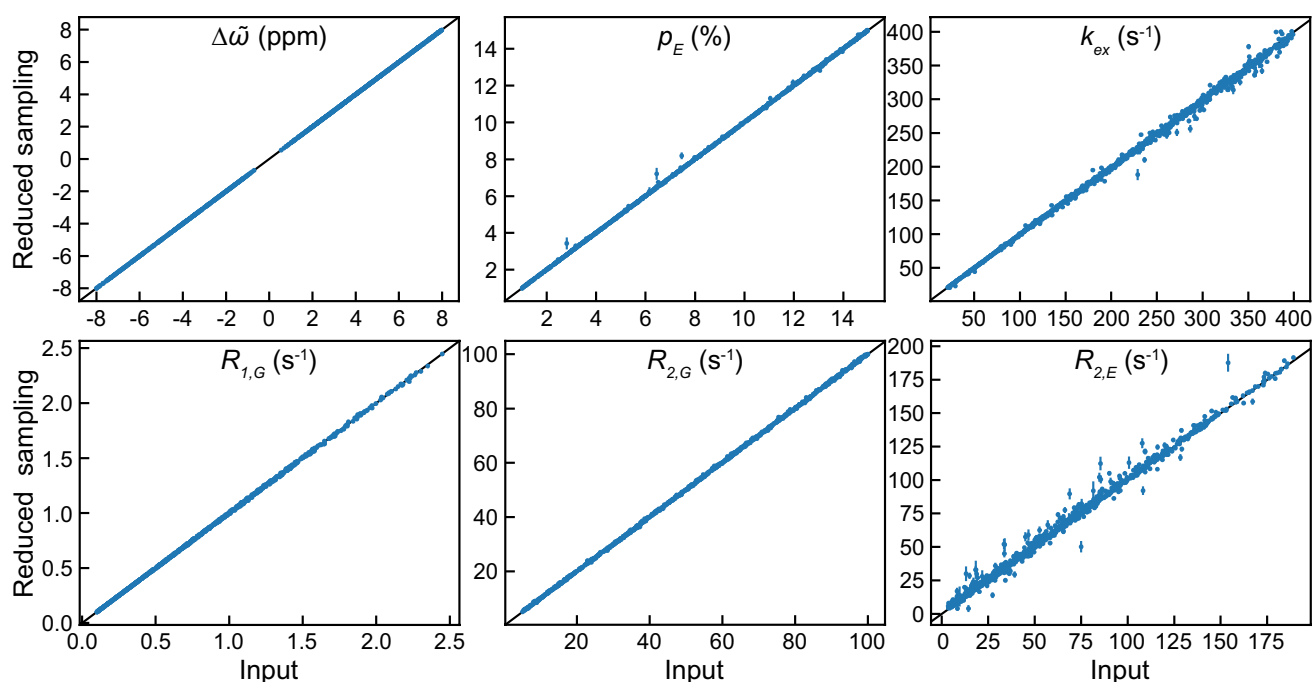 Δω̃ (ppm)
p_E (%)
k_ex (s⁻¹)
Reduced sampling
8
6
4
2
0
-2
-4
-6
-8
14
12
10
8
6
4
2
400
350
300
250
200
150
100
50
-8 -6 -4 -2 0 2 4 6 8
2 4 6 8 10 12 14
50 100 150 200 250 300 350 400
R_1,G (s⁻¹)
R_2,G (s⁻¹)
R_2,E (s⁻¹)
Reduced sampling
2.5
2.0
1.5
1.0
0.5
0.0
100
80
60
40
20
200
175
150
125
100
75
50
25
0
0.0 0.5 1.0 1.5 2.0 2.5
20 40 60 80 100
0 25 50 75 100 125 150 175
Input
Input
Input